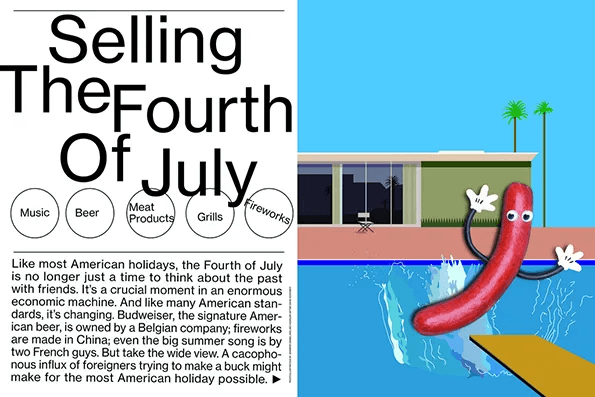 Selling
The Fourth
Of July
Music
Beer
Meat
Products
Grills
Fireworks
Like most American holidays, the Fourth of July
is no longer just a time to think about the past
with friends. It's a crucial moment in an enormous
economic machine. And like many American stan-
dards, it's changing. Budweiser, the signature Amer-
ican beer, is owned by a Belgian company; fireworks
are made in China; even the big summer song is by
two French guys. But take the wide view. A cacopho-
nous influx of foreigners trying to make a buck might
make for the most American holiday possible. ▶